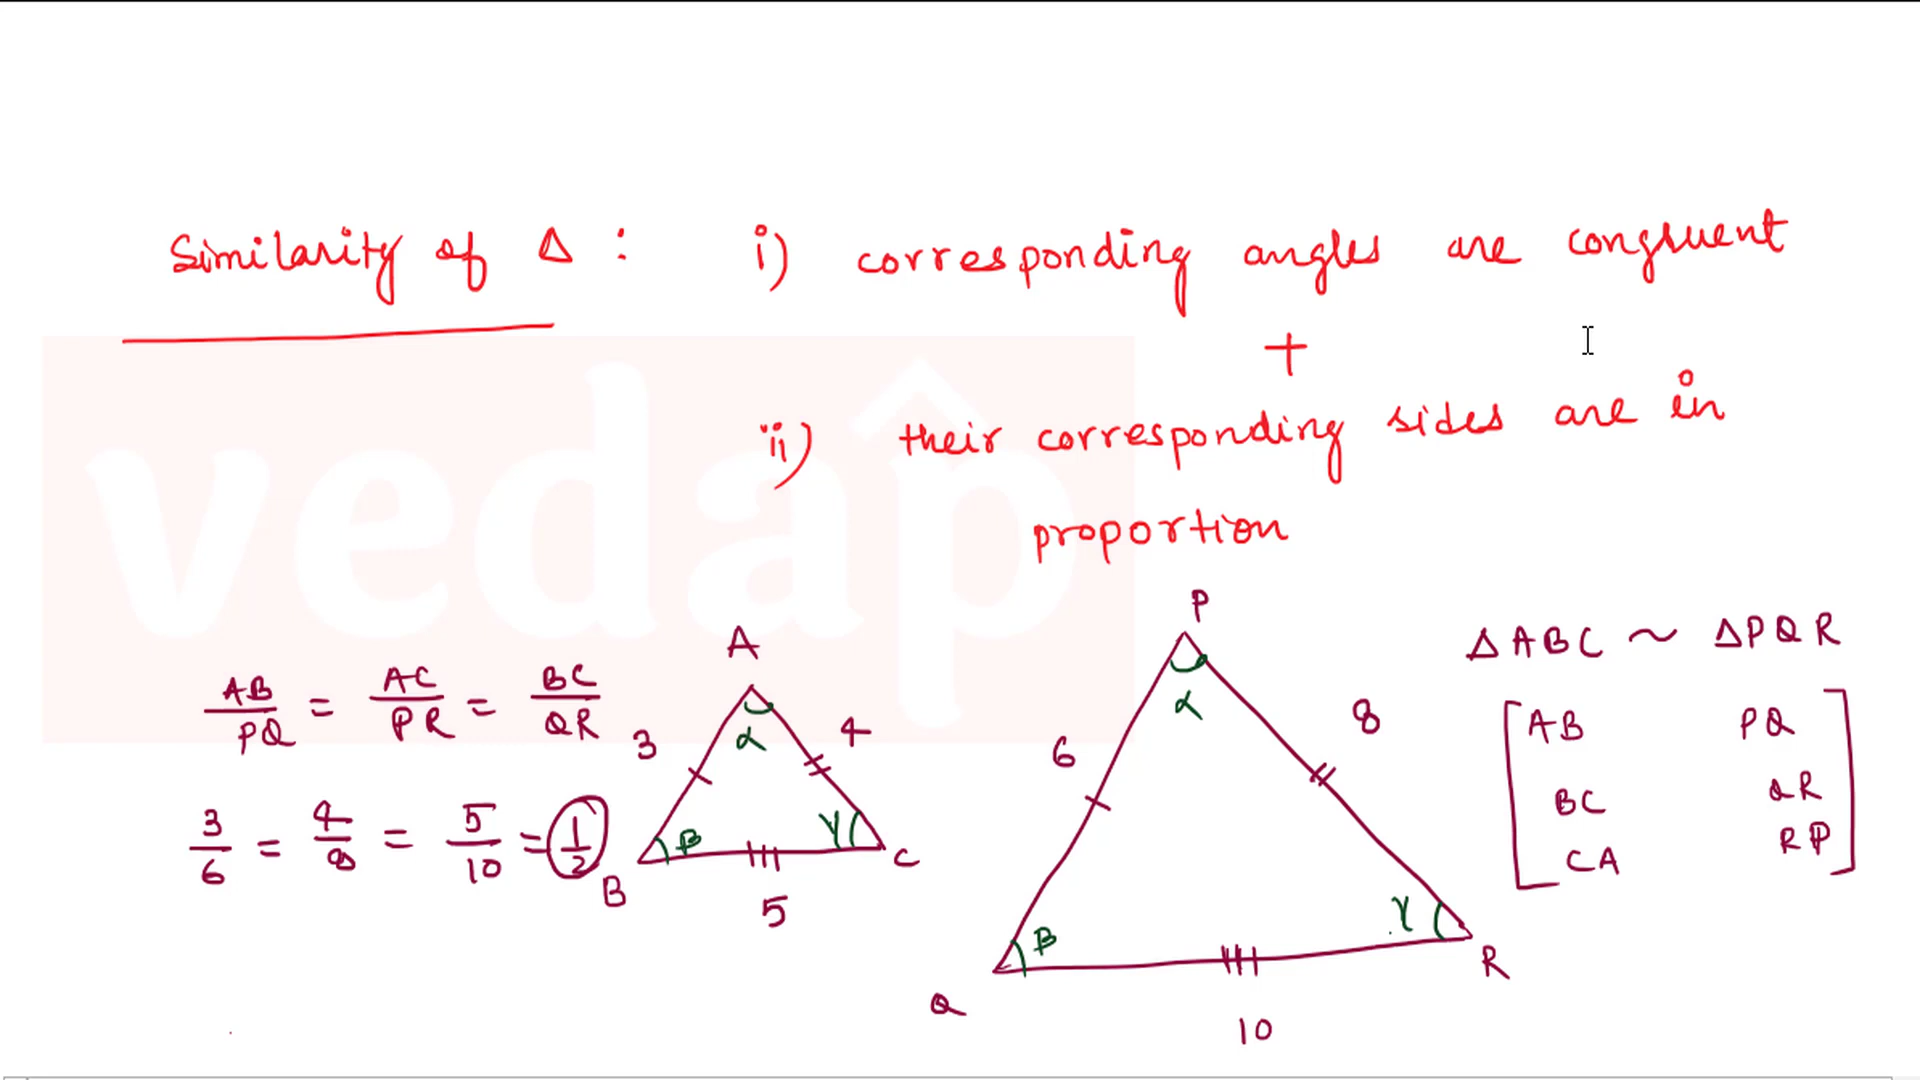 Similarity of Δ : i) corresponding angles are congruent
+
ii) their corresponding sides are in
proportion
vedap
ΔABC ~ ΔPQR
AB/PQ = AC/PR = BC/QR
3/6 = 4/8 = 5/10 = 1/2
A
α
3
4
B
β
γ
C
5
P
α
6
8
Q
β
γ
R
10
AB PQ
BC QR
CA RP